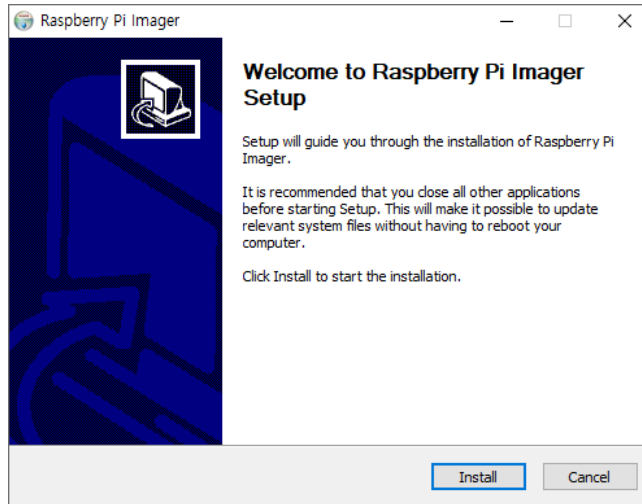 Raspberry Pi Imager
Welcome to Raspberry Pi Imager
Setup
Setup will guide you through the installation of Raspberry Pi
Imager.
It is recommended that you close all other applications
before starting Setup. This will make it possible to update
relevant system files without having to reboot your
computer.
Click Install to start the installation.
Install
Cancel